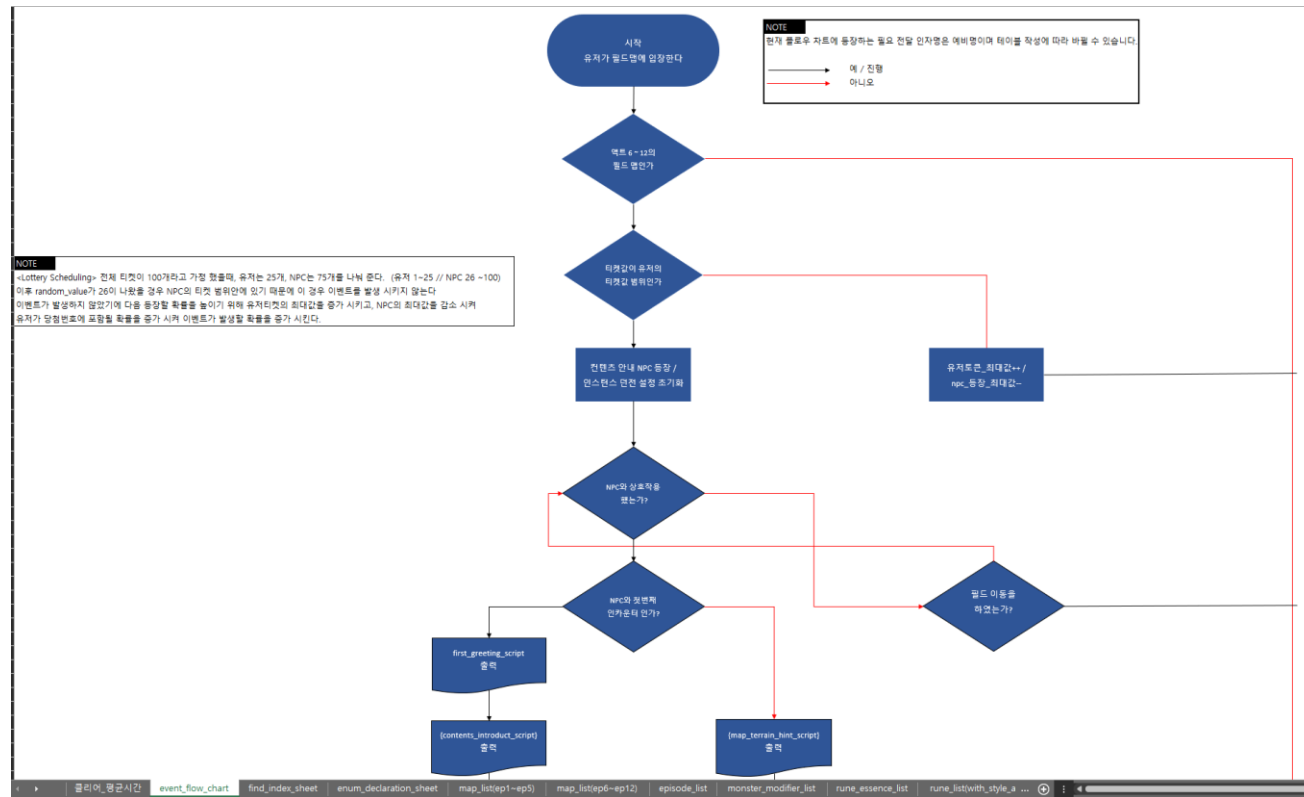 시작
유저가 필드맵에 입장한다
NOTE
현재 플로우 차트에 등장하는 필요 전달 인자명은 예비명이며 테이블 작성에 따라 바뀔 수 있습니다.
예 / 진행
아니오
액트 6 ~ 12의
필드 맵인가
NOTE
<Lottery Scheduling> 전체 티켓이 100개라고 가정 했을때, 유저는 25개, NPC는 75개를 나눠 준다. (유저 1~25 // NPC 26 ~100)
이후 random_value가 26이 나왔을 경우 NPC의 티켓 범위안에 있기 때문에 이 경우 이벤트를 발생 시키지 않는다
이벤트가 발생하지 않았기에 다음 등장할 확률을 높이기 위해 유저티켓의 최대값을 증가 시키고, NPC의 최대값을 감소 시켜
유저가 당첨번호에 포함될 확률을 증가 시켜 이벤트가 발생할 확률을 증가 시킨다.
티켓값이 유저의
티켓값 범위인가
컨텐츠 안내 NPC 등장 /
인스턴스 던전 설정 초기화
유저토큰_최대값++ /
npc_등장_최대값--
NPC와 상호작용
했는가?
NPC와 첫번째
인카운터 인가?
필드 이동을
하였는가?
first_greeting_script
출력
{contents_introduct_script}
출력
{map_terrain_hint_script}
출력
클리어_평균시간
event_flow_chart
find_index_sheet
enum_declaration_sheet
map_list(ep1~ep5)
map_list(ep6~ep12)
episode_list
monster_modifier_list
rune_essence_list
rune_list(with_style_a ...